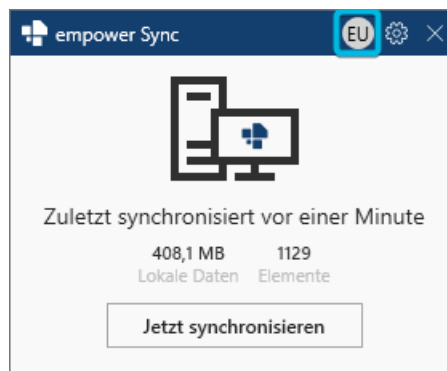 empower Sync EU
Zuletzt synchronisiert vor einer Minute
408,1 MB 1129
Lokale Daten Elemente
Jetzt synchronisieren